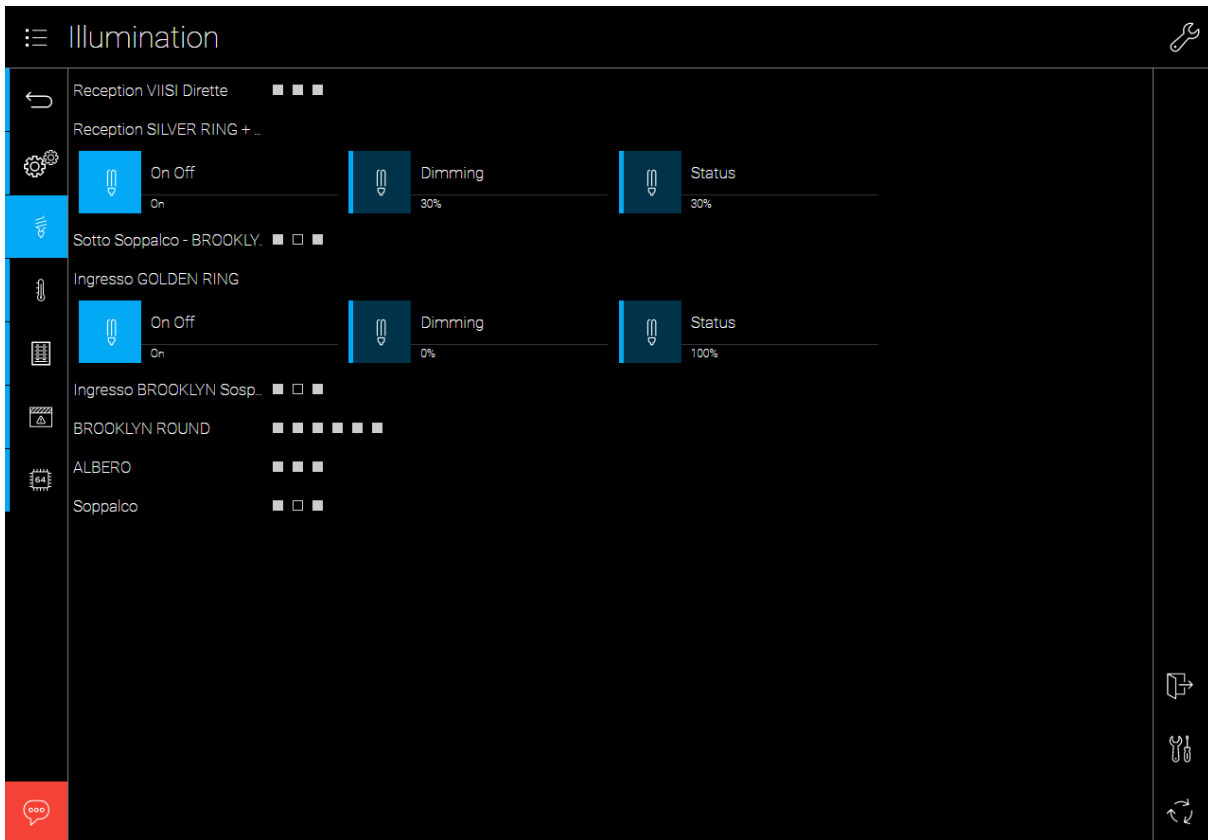 Illumination
Reception VIISI Dirette
Reception SILVER RING + ...
On Off
On
Dimming
30%
Status
30%
Sotto Soppalco - BROOKLY...
Ingresso GOLDEN RING
On Off
On
Dimming
0%
Status
100%
Ingresso BROOKLYN Sosp...
BROOKLYN ROUND
ALBERO
64
Soppalco